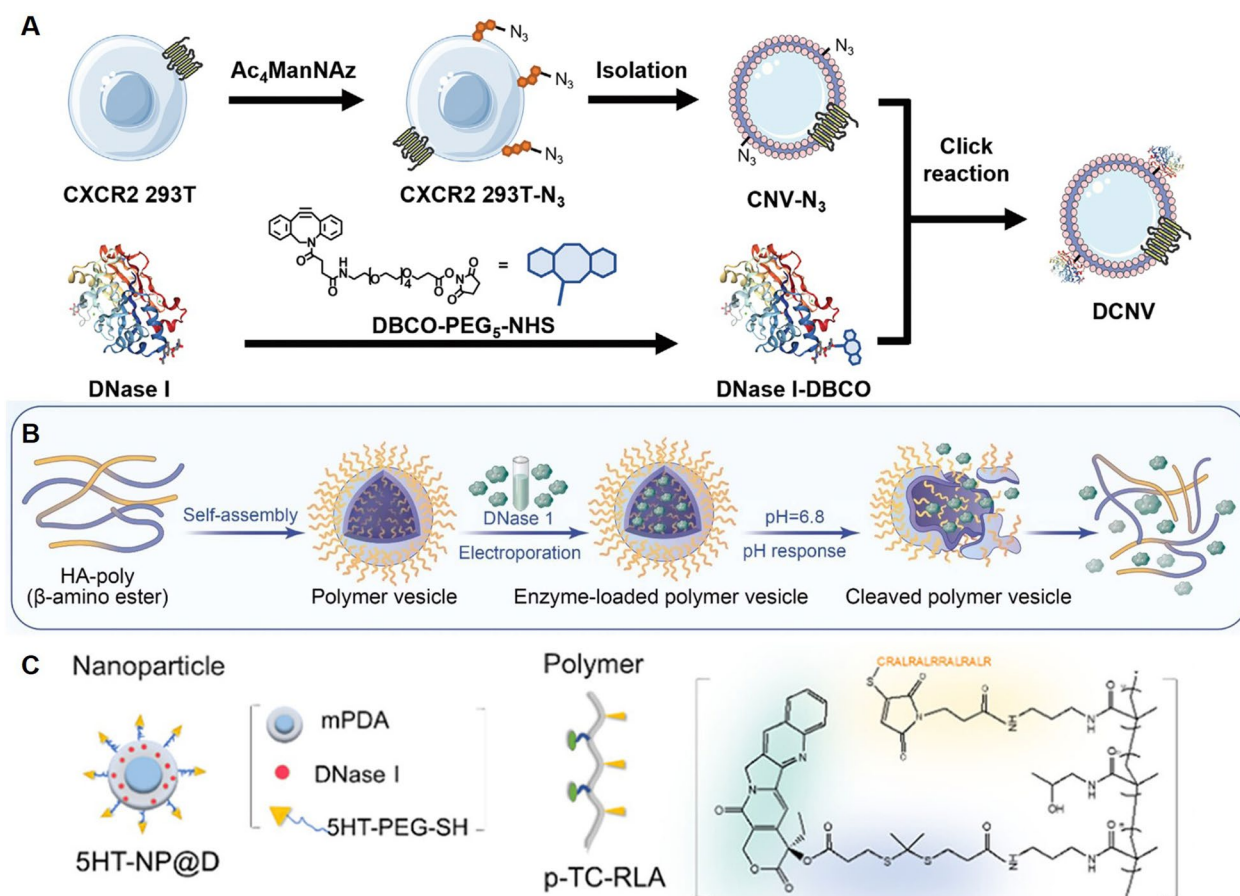 A
Ac₄ManNAz
Isolation
N₃
N₃
N₃
N₃
N₃
Click
reaction
CXCR2 293T
CXCR2 293T-N₃
CNV-N₃
DCNV
N
O
O
N
H
O
4
O
O
N
O
O
=
DBCO-PEG₅-NHS
DNase I
DNase I-DBCO
B
Self-assembly
DNase 1
Electroporation
pH=6.8
pH response
HA-poly
(β-amino ester)
Polymer vesicle
Enzyme-loaded polymer vesicle
Cleaved polymer vesicle
C
Nanoparticle
mPDA
DNase I
5HT-PEG-SH
5HT-NP@D
Polymer
p-TC-RLA
CRALRALRRALRALR
S
O
N
O
O
N
H
N
H
O
N
N
O
O
O
O
OH
N
H
O
O
S
S
O
N
H
N
H
O